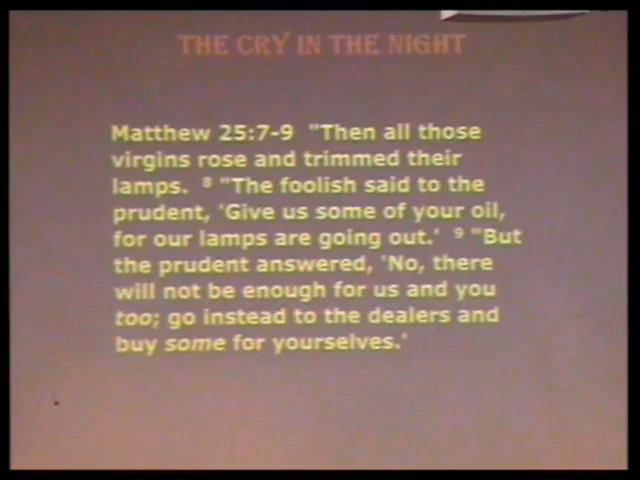 THE CRY IN THE NIGHT
Matthew 25:7-9 "Then all those
virgins rose and trimmed their
lamps. ⁸ "The foolish said to the
prudent, 'Give us some of your oil,
for our lamps are going out.' ⁹ "But
the prudent answered, 'No, there
will not be enough for us and you
too; go instead to the dealers and
buy some for yourselves.'